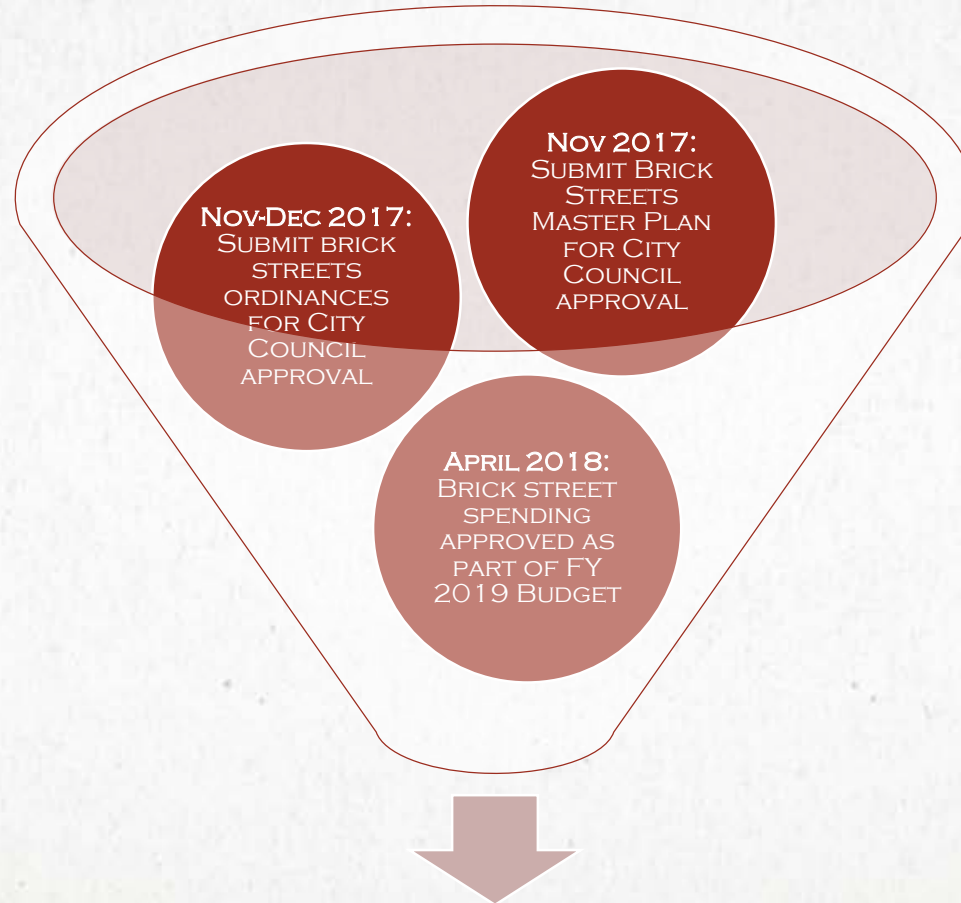 Nov 2017:
Submit Brick
Streets
Master Plan
for City
Council
approval
Nov-Dec 2017:
Submit brick
streets
ordinances
for City
Council
approval
April 2018:
Brick street
spending
approved as
part of FY
2019 Budget